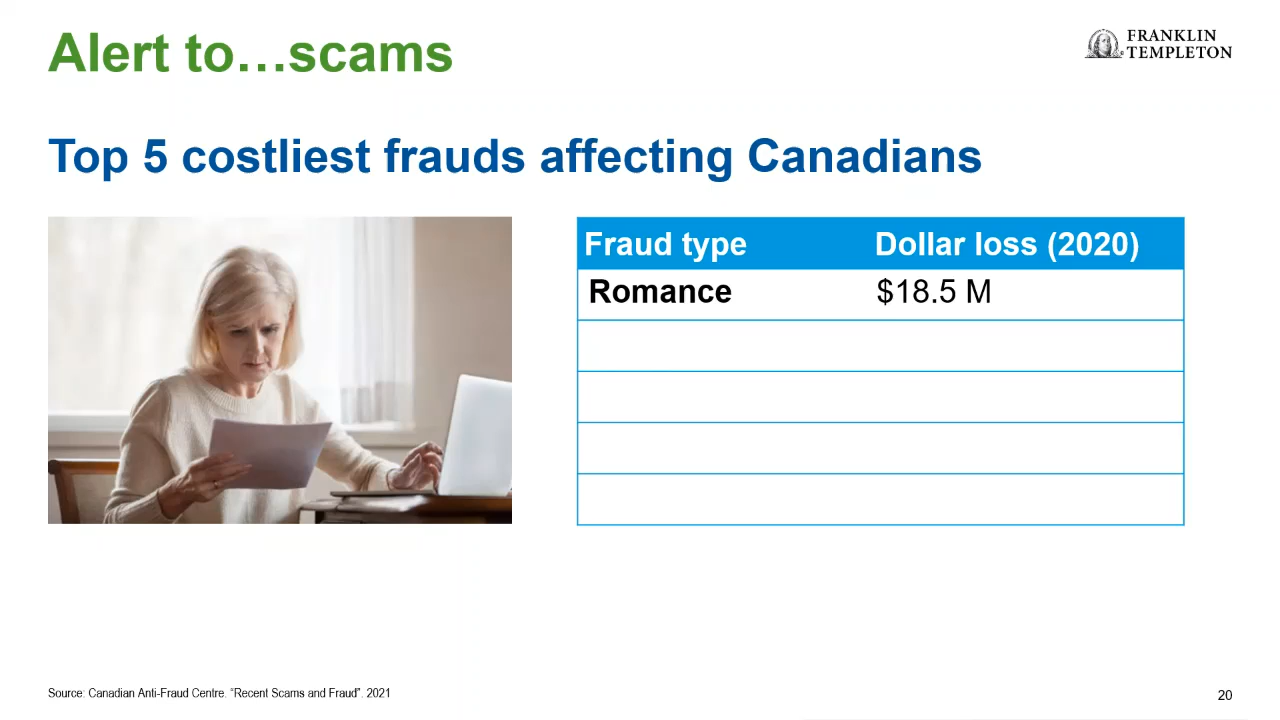 Alert to…scams
FRANKLIN
TEMPLETON
Top 5 costliest frauds affecting Canadians
Fraud type Dollar loss (2020)
Romance $18.5 M
Source: Canadian Anti-Fraud Centre. “Recent Scams and Fraud”. 2021
20